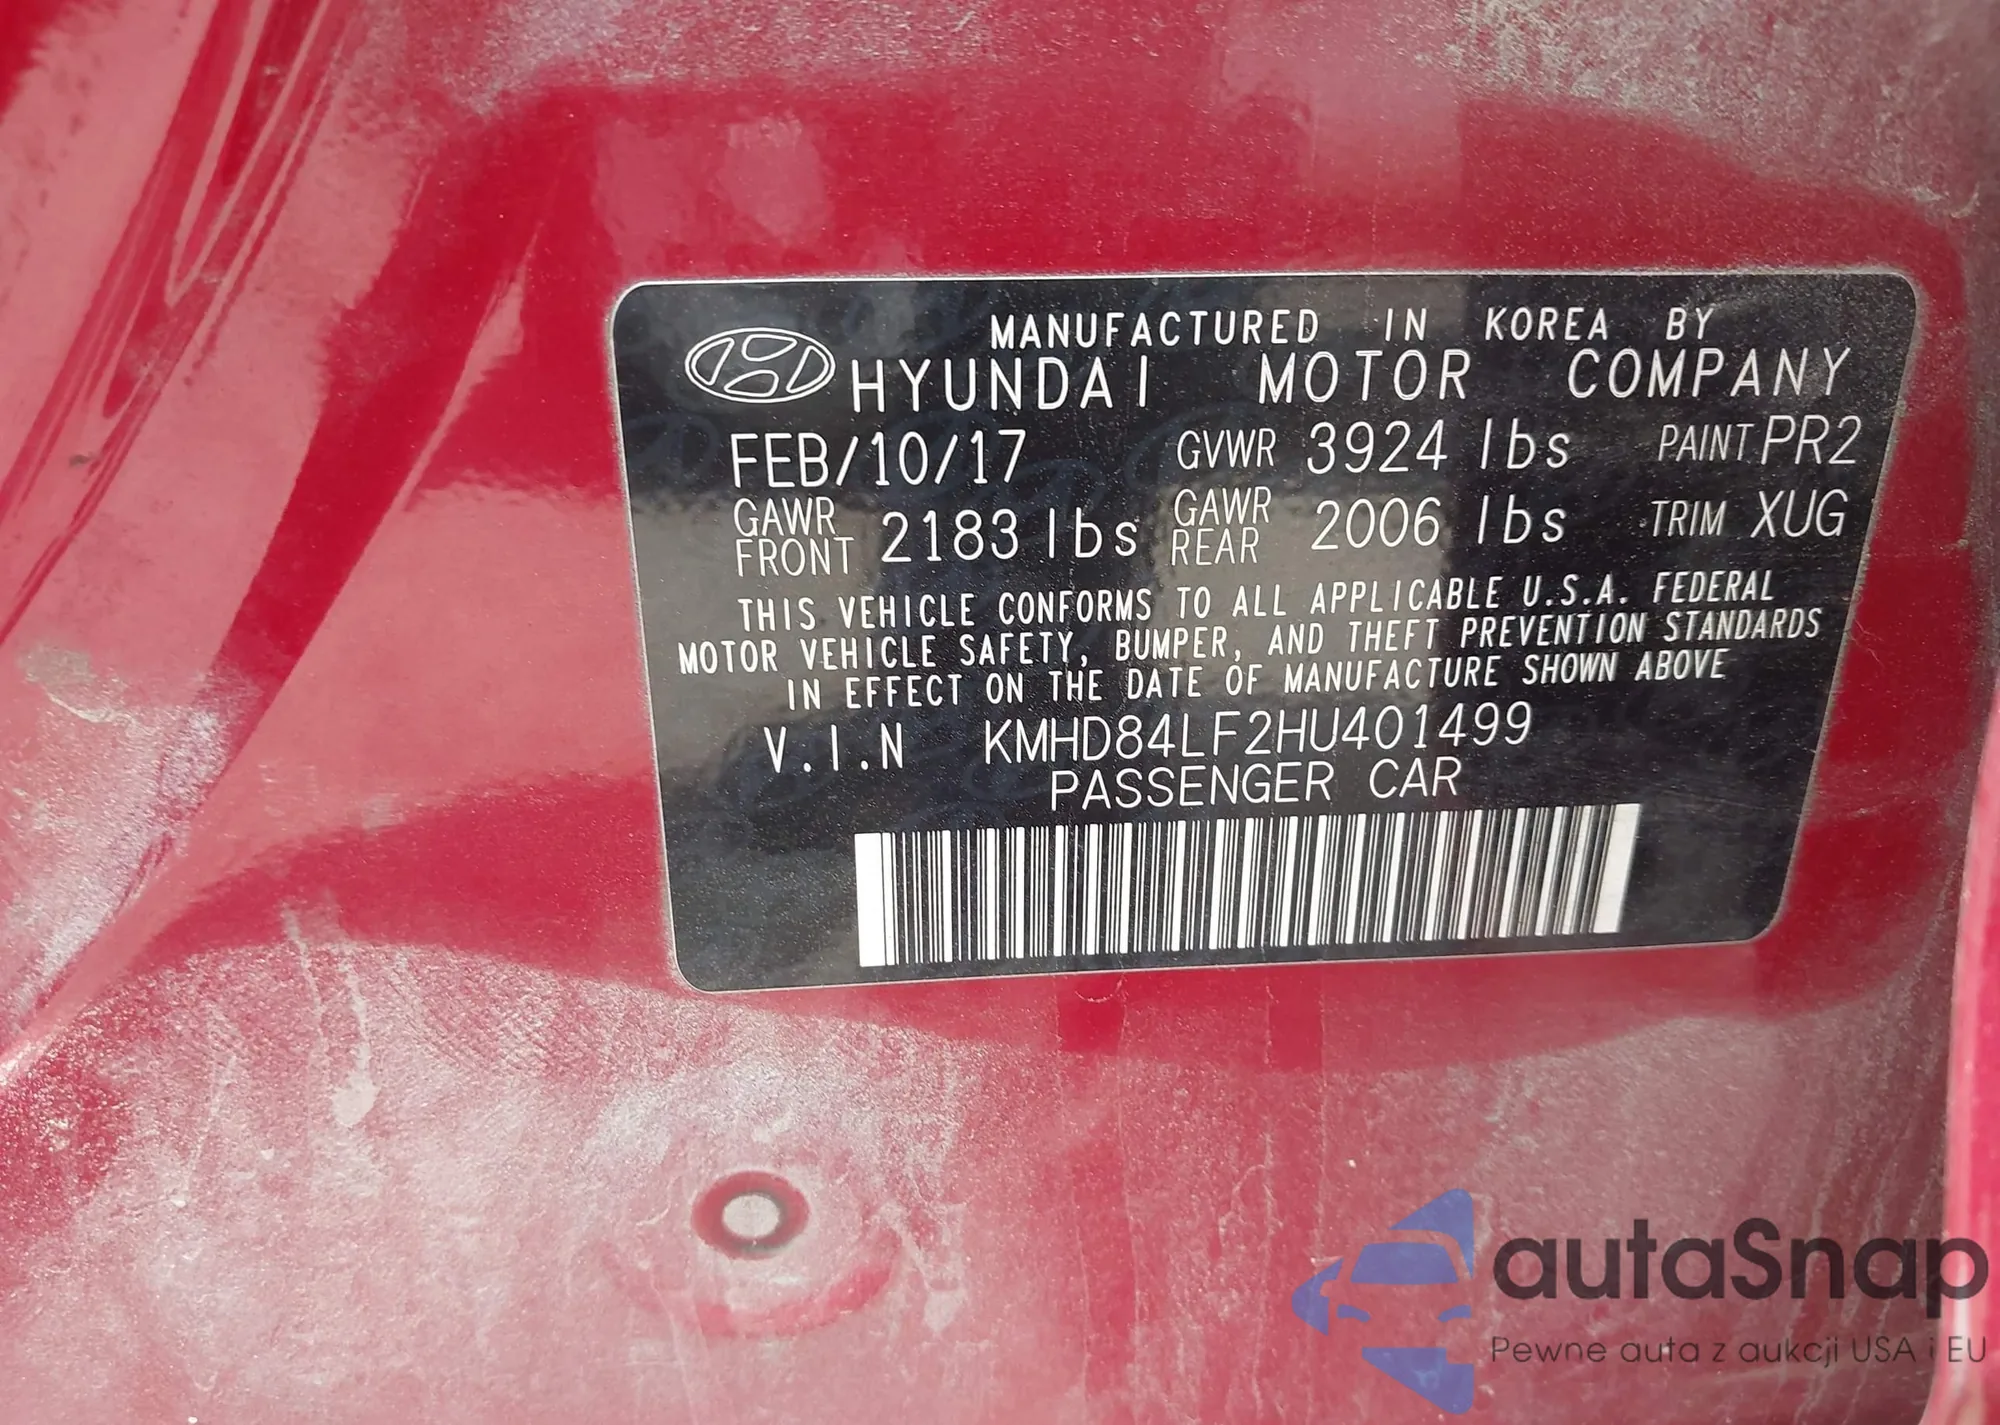 MANUFACTURED IN KOREA BY
HYUNDAI MOTOR COMPANY
FEB/10/17 GVWR 3924 lbs PAINT PR2
GAWR FRONT 2183 lbs GAWR REAR 2006 lbs TRIM XUG
THIS VEHICLE CONFORMS TO ALL APPLICABLE U.S.A. FEDERAL
MOTOR VEHICLE SAFETY, BUMPER, AND THEFT PREVENTION STANDARDS
IN EFFECT ON THE DATE OF MANUFACTURE SHOWN ABOVE
V.I.N KMHD84LF2HU401499
PASSENGER CAR
autaSnap
Pewne auta z aukcji USA i EU